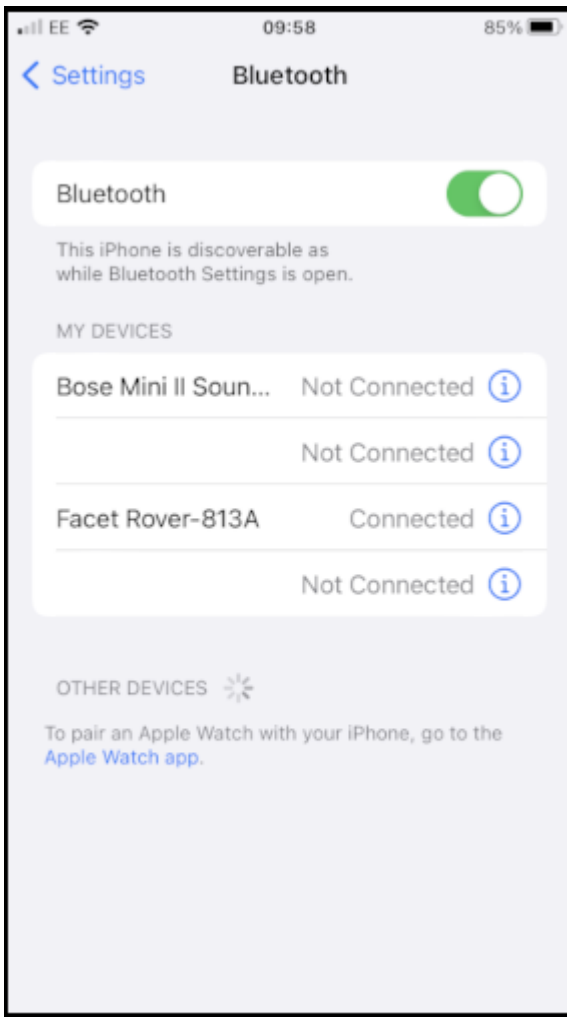 EE 09:58 85%
Settings Bluetooth
Bluetooth
This iPhone is discoverable as
while Bluetooth Settings is open.
MY DEVICES
Bose Mini II Soun... Not Connected
Not Connected
Facet Rover-813A Connected
Not Connected
OTHER DEVICES
To pair an Apple Watch with your iPhone, go to the
Apple Watch app.